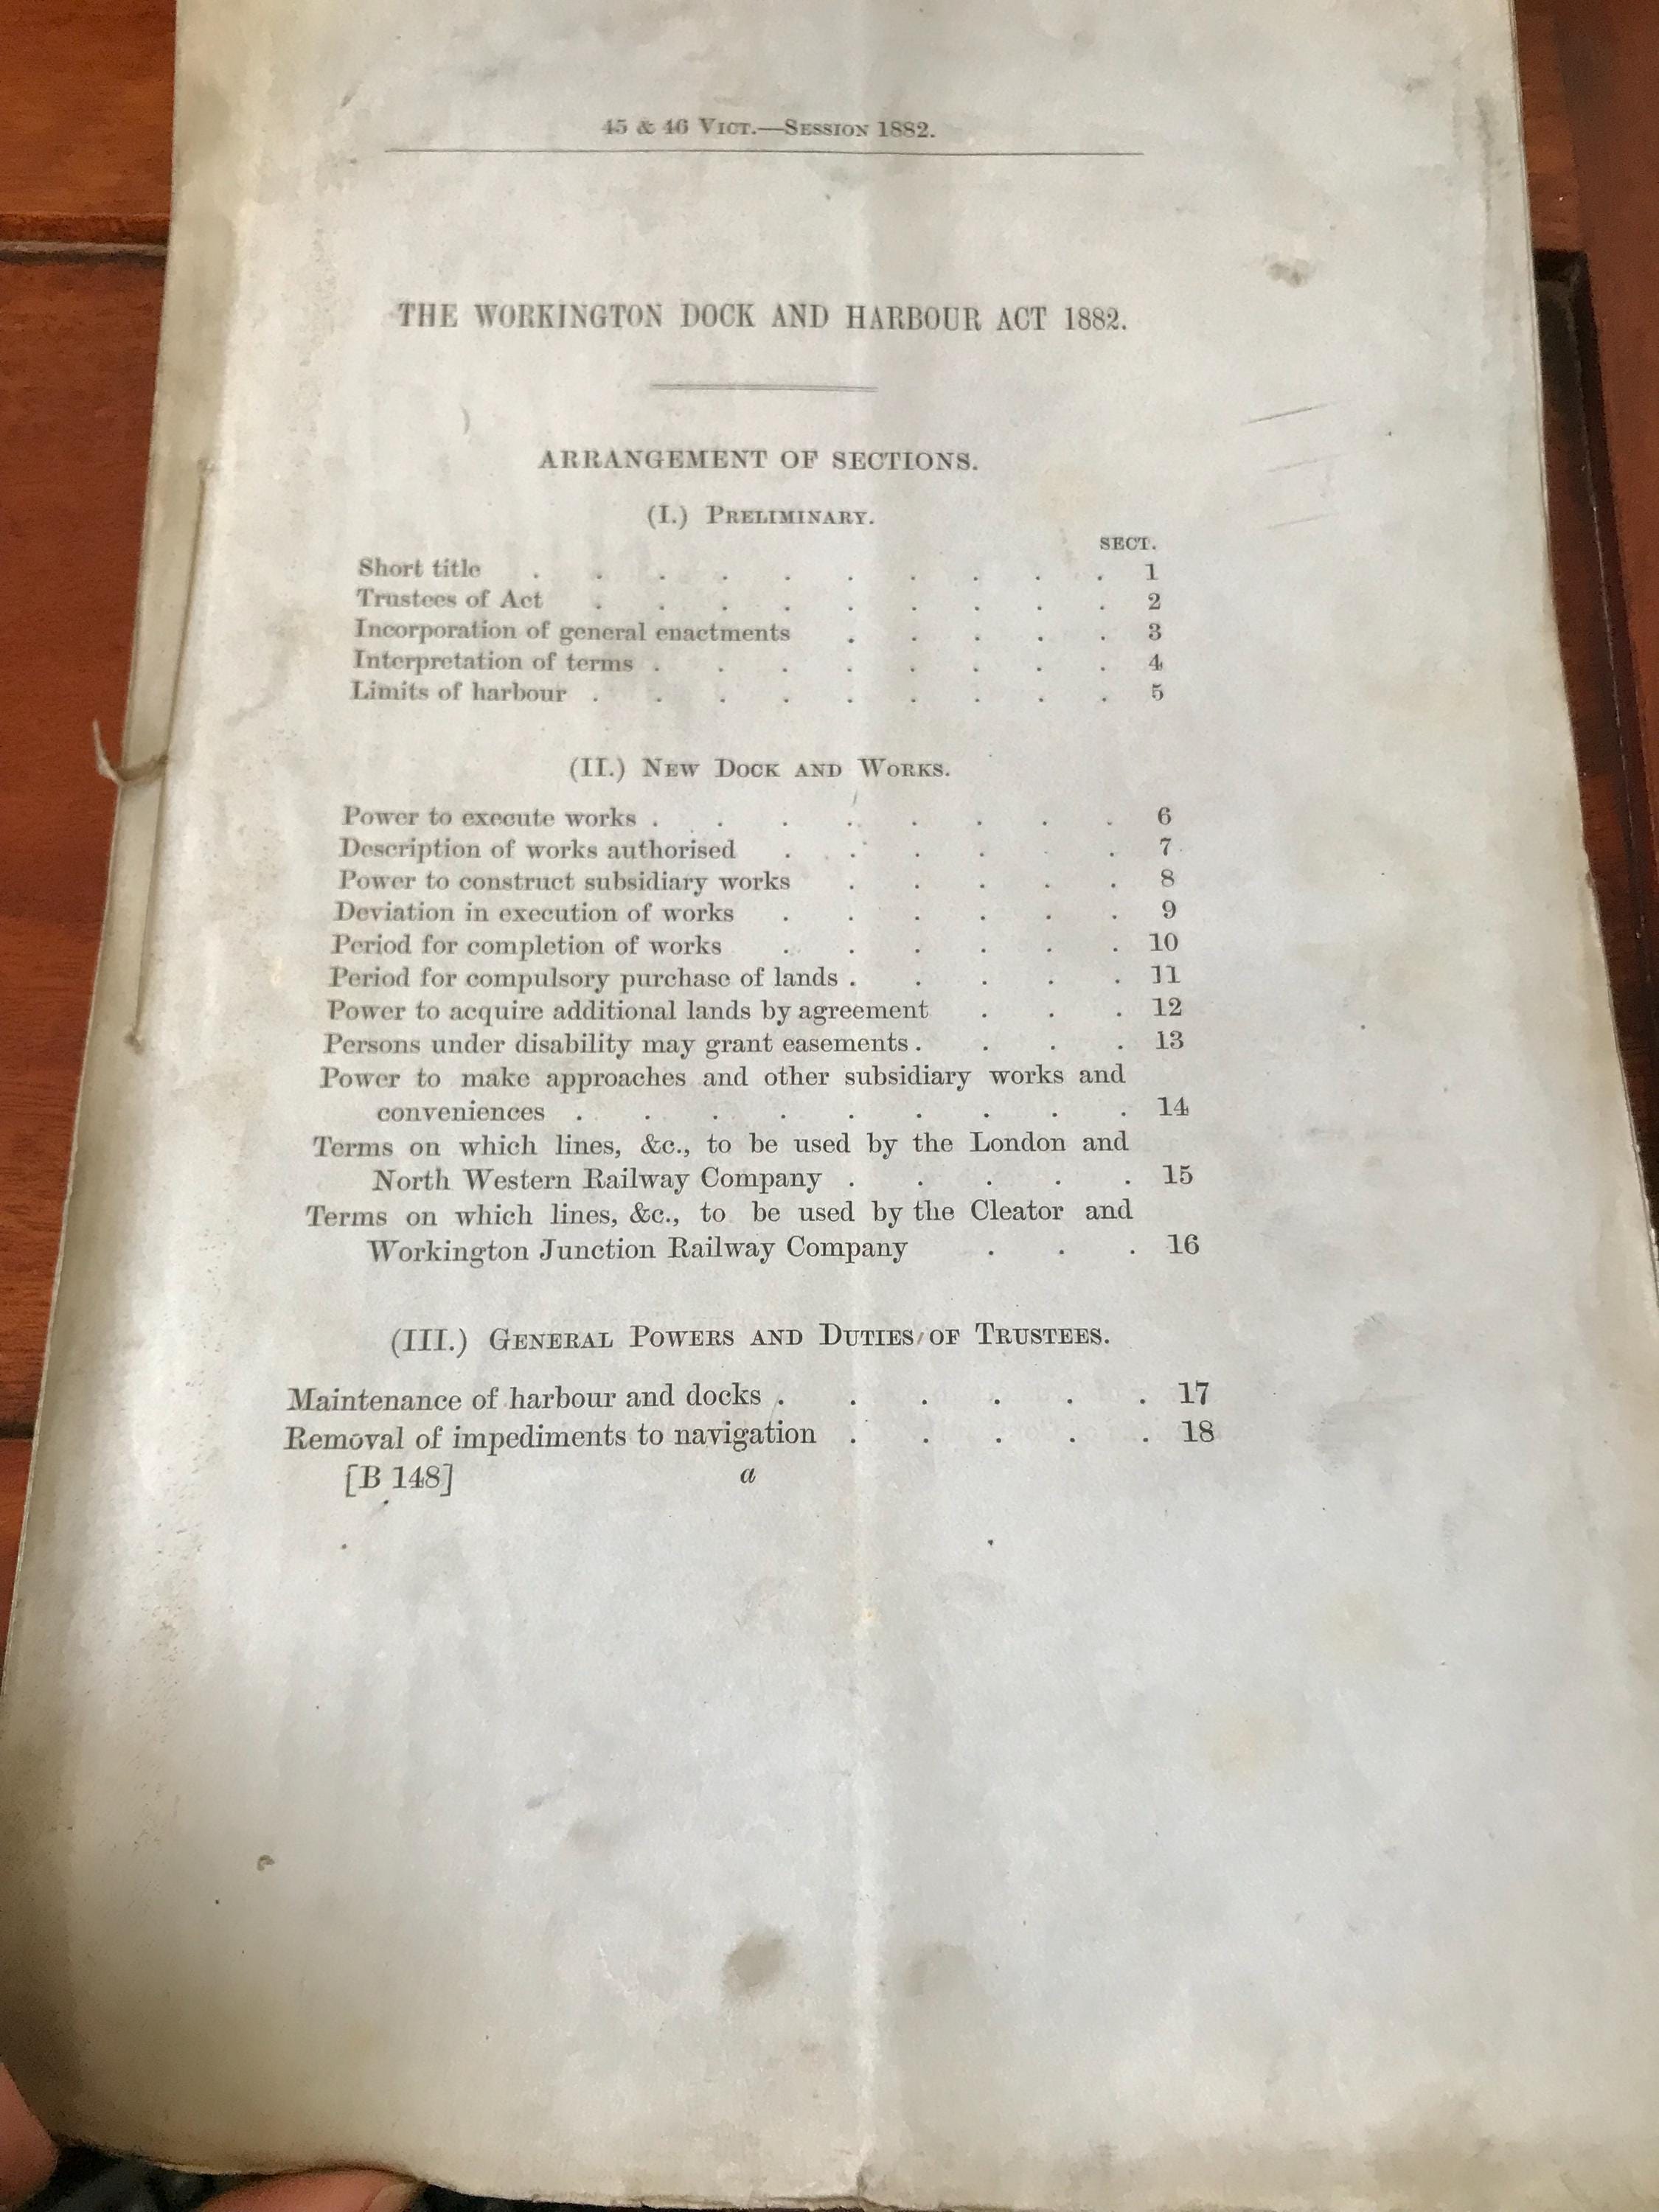 45 & 46 VICT.—SESSION 1882.
THE WORKINGTON DOCK AND HARBOUR ACT 1882.
ARRANGEMENT OF SECTIONS.
(I.) PRELIMINARY.
SECT.
Short title . . . . . . . . . . 1
Trustees of Act . . . . . . . . . 2
Incorporation of general enactments . . . . . 3
Interpretation of terms . . . . . . . . 4
Limits of harbour . . . . . . . . . 5
(II.) NEW DOCK AND WORKS.
Power to execute works . . . . . . . . 6
Description of works authorised . . . . . . 7
Power to construct subsidiary works . . . . . 8
Deviation in execution of works . . . . . . 9
Period for completion of works . . . . . . 10
Period for compulsory purchase of lands . . . . . 11
Power to acquire additional lands by agreement . . . 12
Persons under disability may grant easements . . . . 13
Power to make approaches and other subsidiary works and
conveniences . . . . . . . . . 14
Terms on which lines, &c., to be used by the London and
North Western Railway Company . . . . . 15
Terms on which lines, &c., to be used by the Cleator and
Workington Junction Railway Company . . . 16
(III.) GENERAL POWERS AND DUTIES OF TRUSTEES.
Maintenance of harbour and docks . . . . . . 17
Removal of impediments to navigation . . . . . 18
[B 148] a